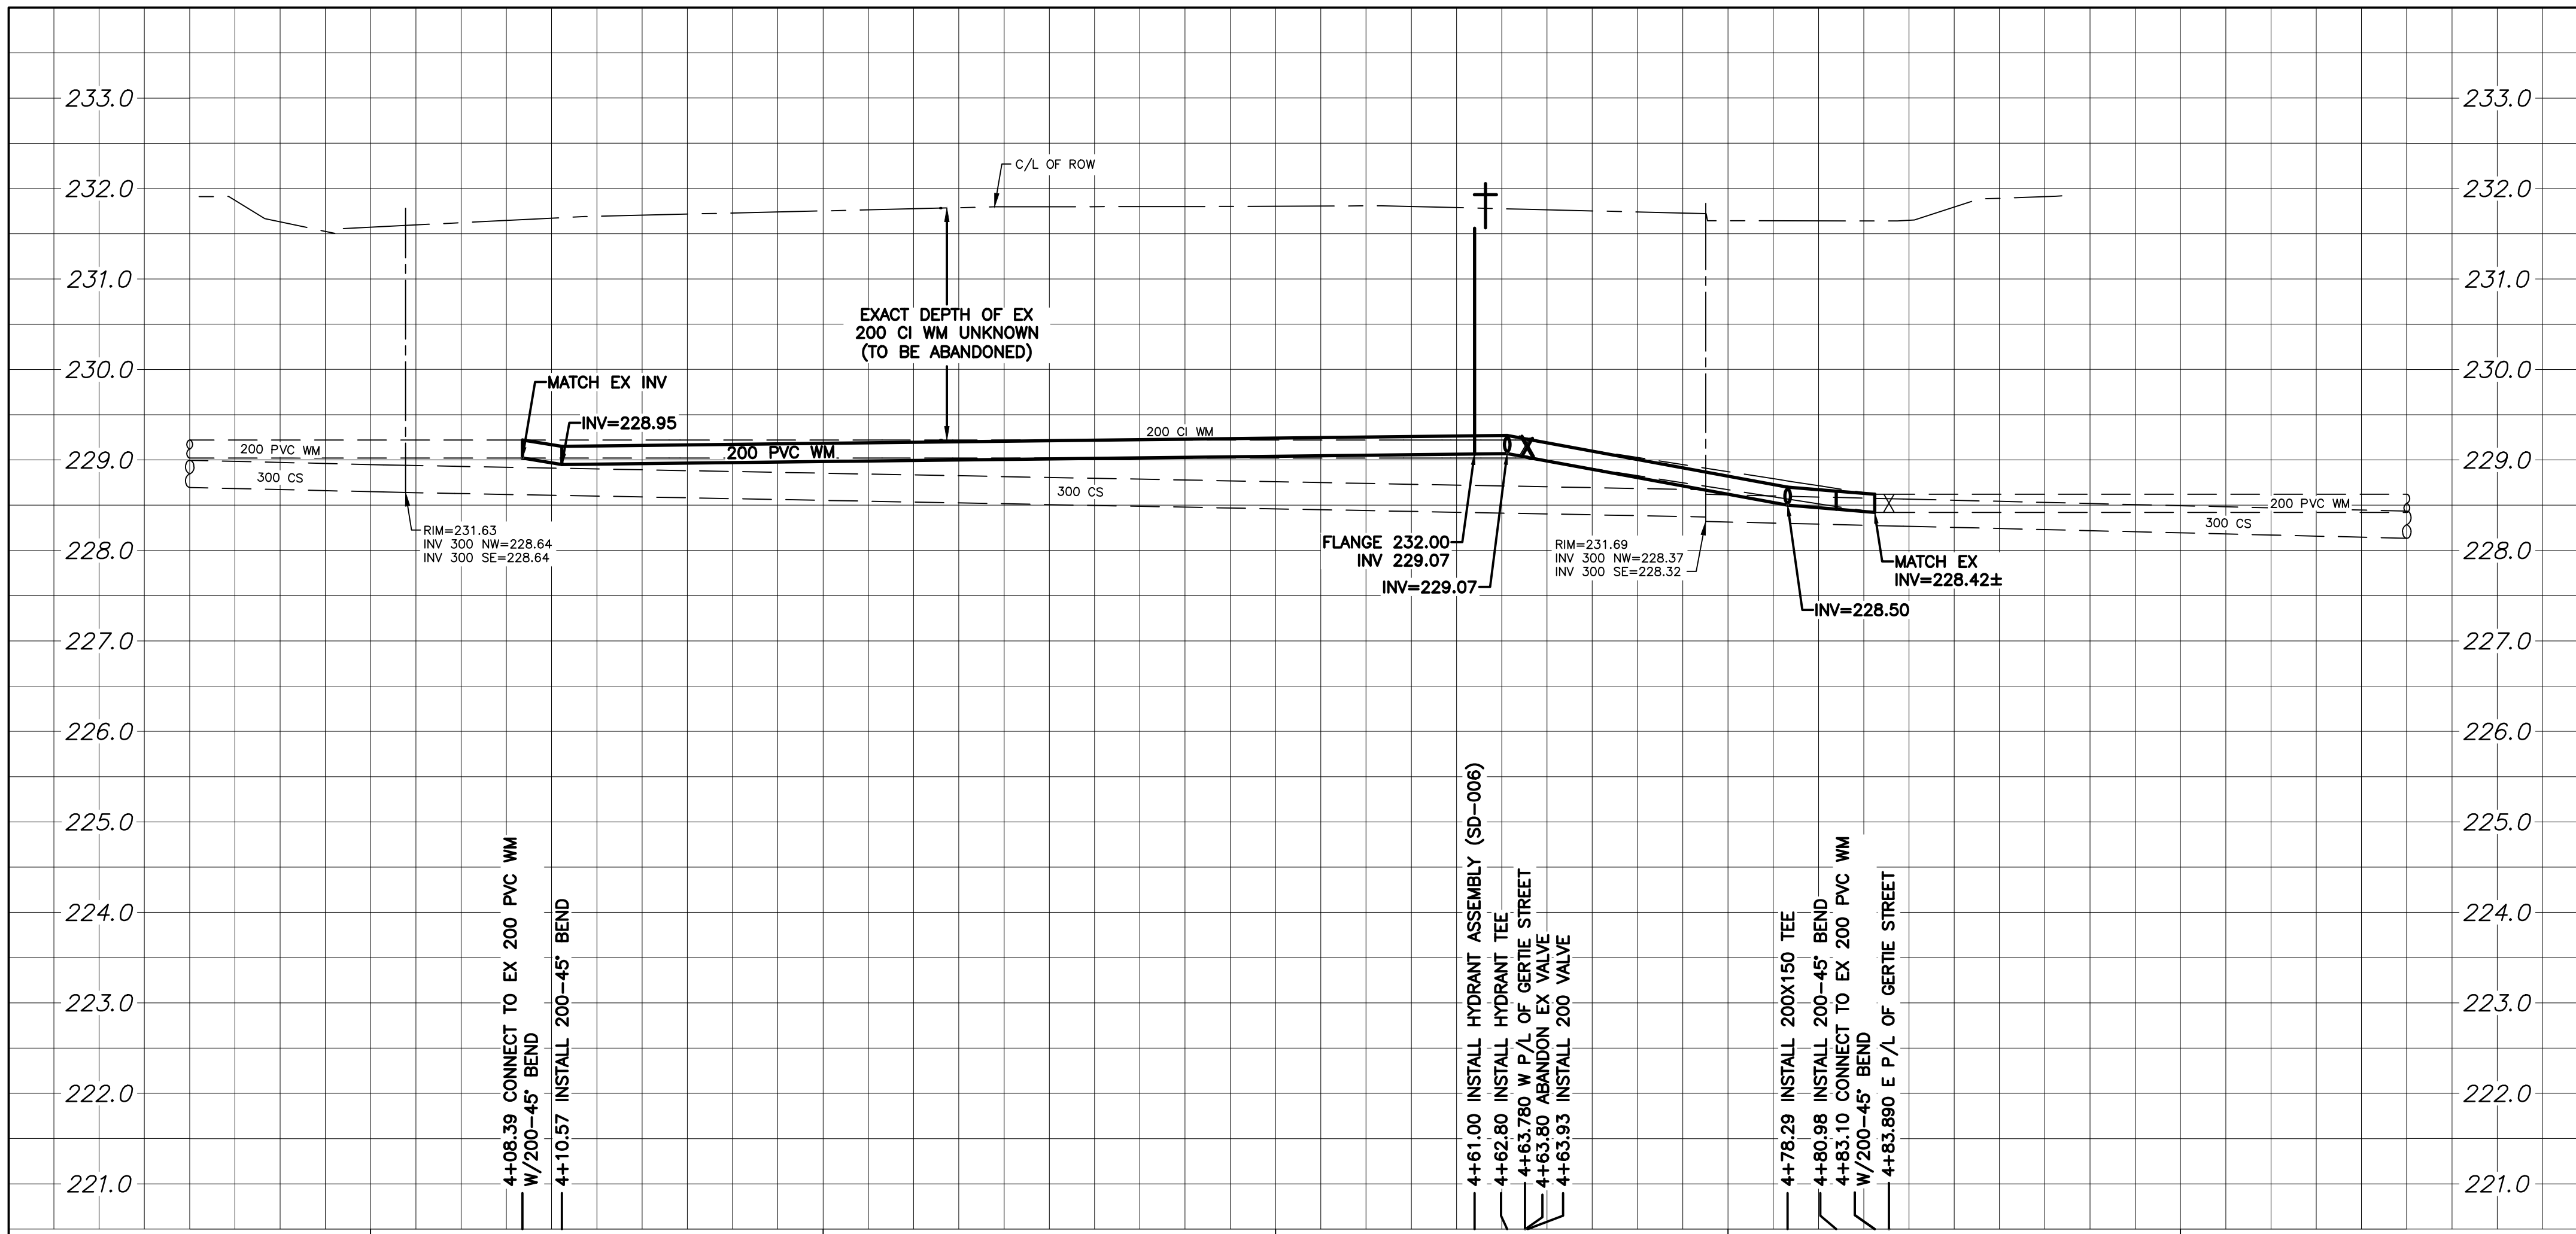 233.0
233.0
C/L OF ROW
232.0
232.0
231.0
231.0
EXACT DEPTH OF EX
200 CI WM UNKNOWN
(TO BE ABANDONED)
230.0
230.0
MATCH EX INV
INV=228.95
200 CI WM
200 PVC WM
200 PVC WM
229.0
229.0
300 CS
300 CS
200 PVC WM
300 CS
RIM=231.63
INV 300 NW=228.64
INV 300 SE=228.64
FLANGE 232.00
INV 229.07
INV=229.07
RIM=231.69
INV 300 NW=228.37
INV 300 SE=228.32
MATCH EX
INV=228.42±
INV=228.50
228.0
228.0
227.0
227.0
226.0
226.0
225.0
225.0
224.0
224.0
223.0
223.0
222.0
222.0
221.0
221.0
4+08.39 CONNECT TO EX 200 PVC WM
W/200-45° BEND
4+10.57 INSTALL 200-45° BEND
4+61.00 INSTALL HYDRANT ASSEMBLY (SD-006)
4+62.80 INSTALL HYDRANT TEE
4+63.780 W P/L OF GERTIE STREET
4+63.80 ABANDON EX VALVE
4+63.93 INSTALL 200 VALVE
4+78.29 INSTALL 200X150 TEE
4+80.98 INSTALL 200-45° BEND
4+83.10 CONNECT TO EX 200 PVC WM
W/200-45° BEND
4+83.890 E P/L OF GERTIE STREET